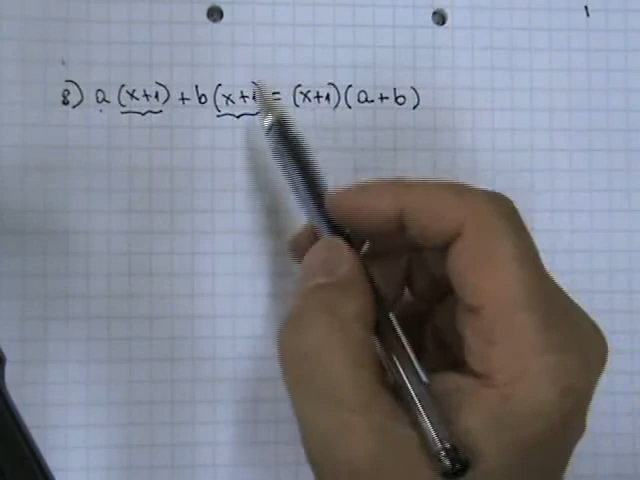 8) a (x+1) + b (x+1) = (x+1) (a+b)